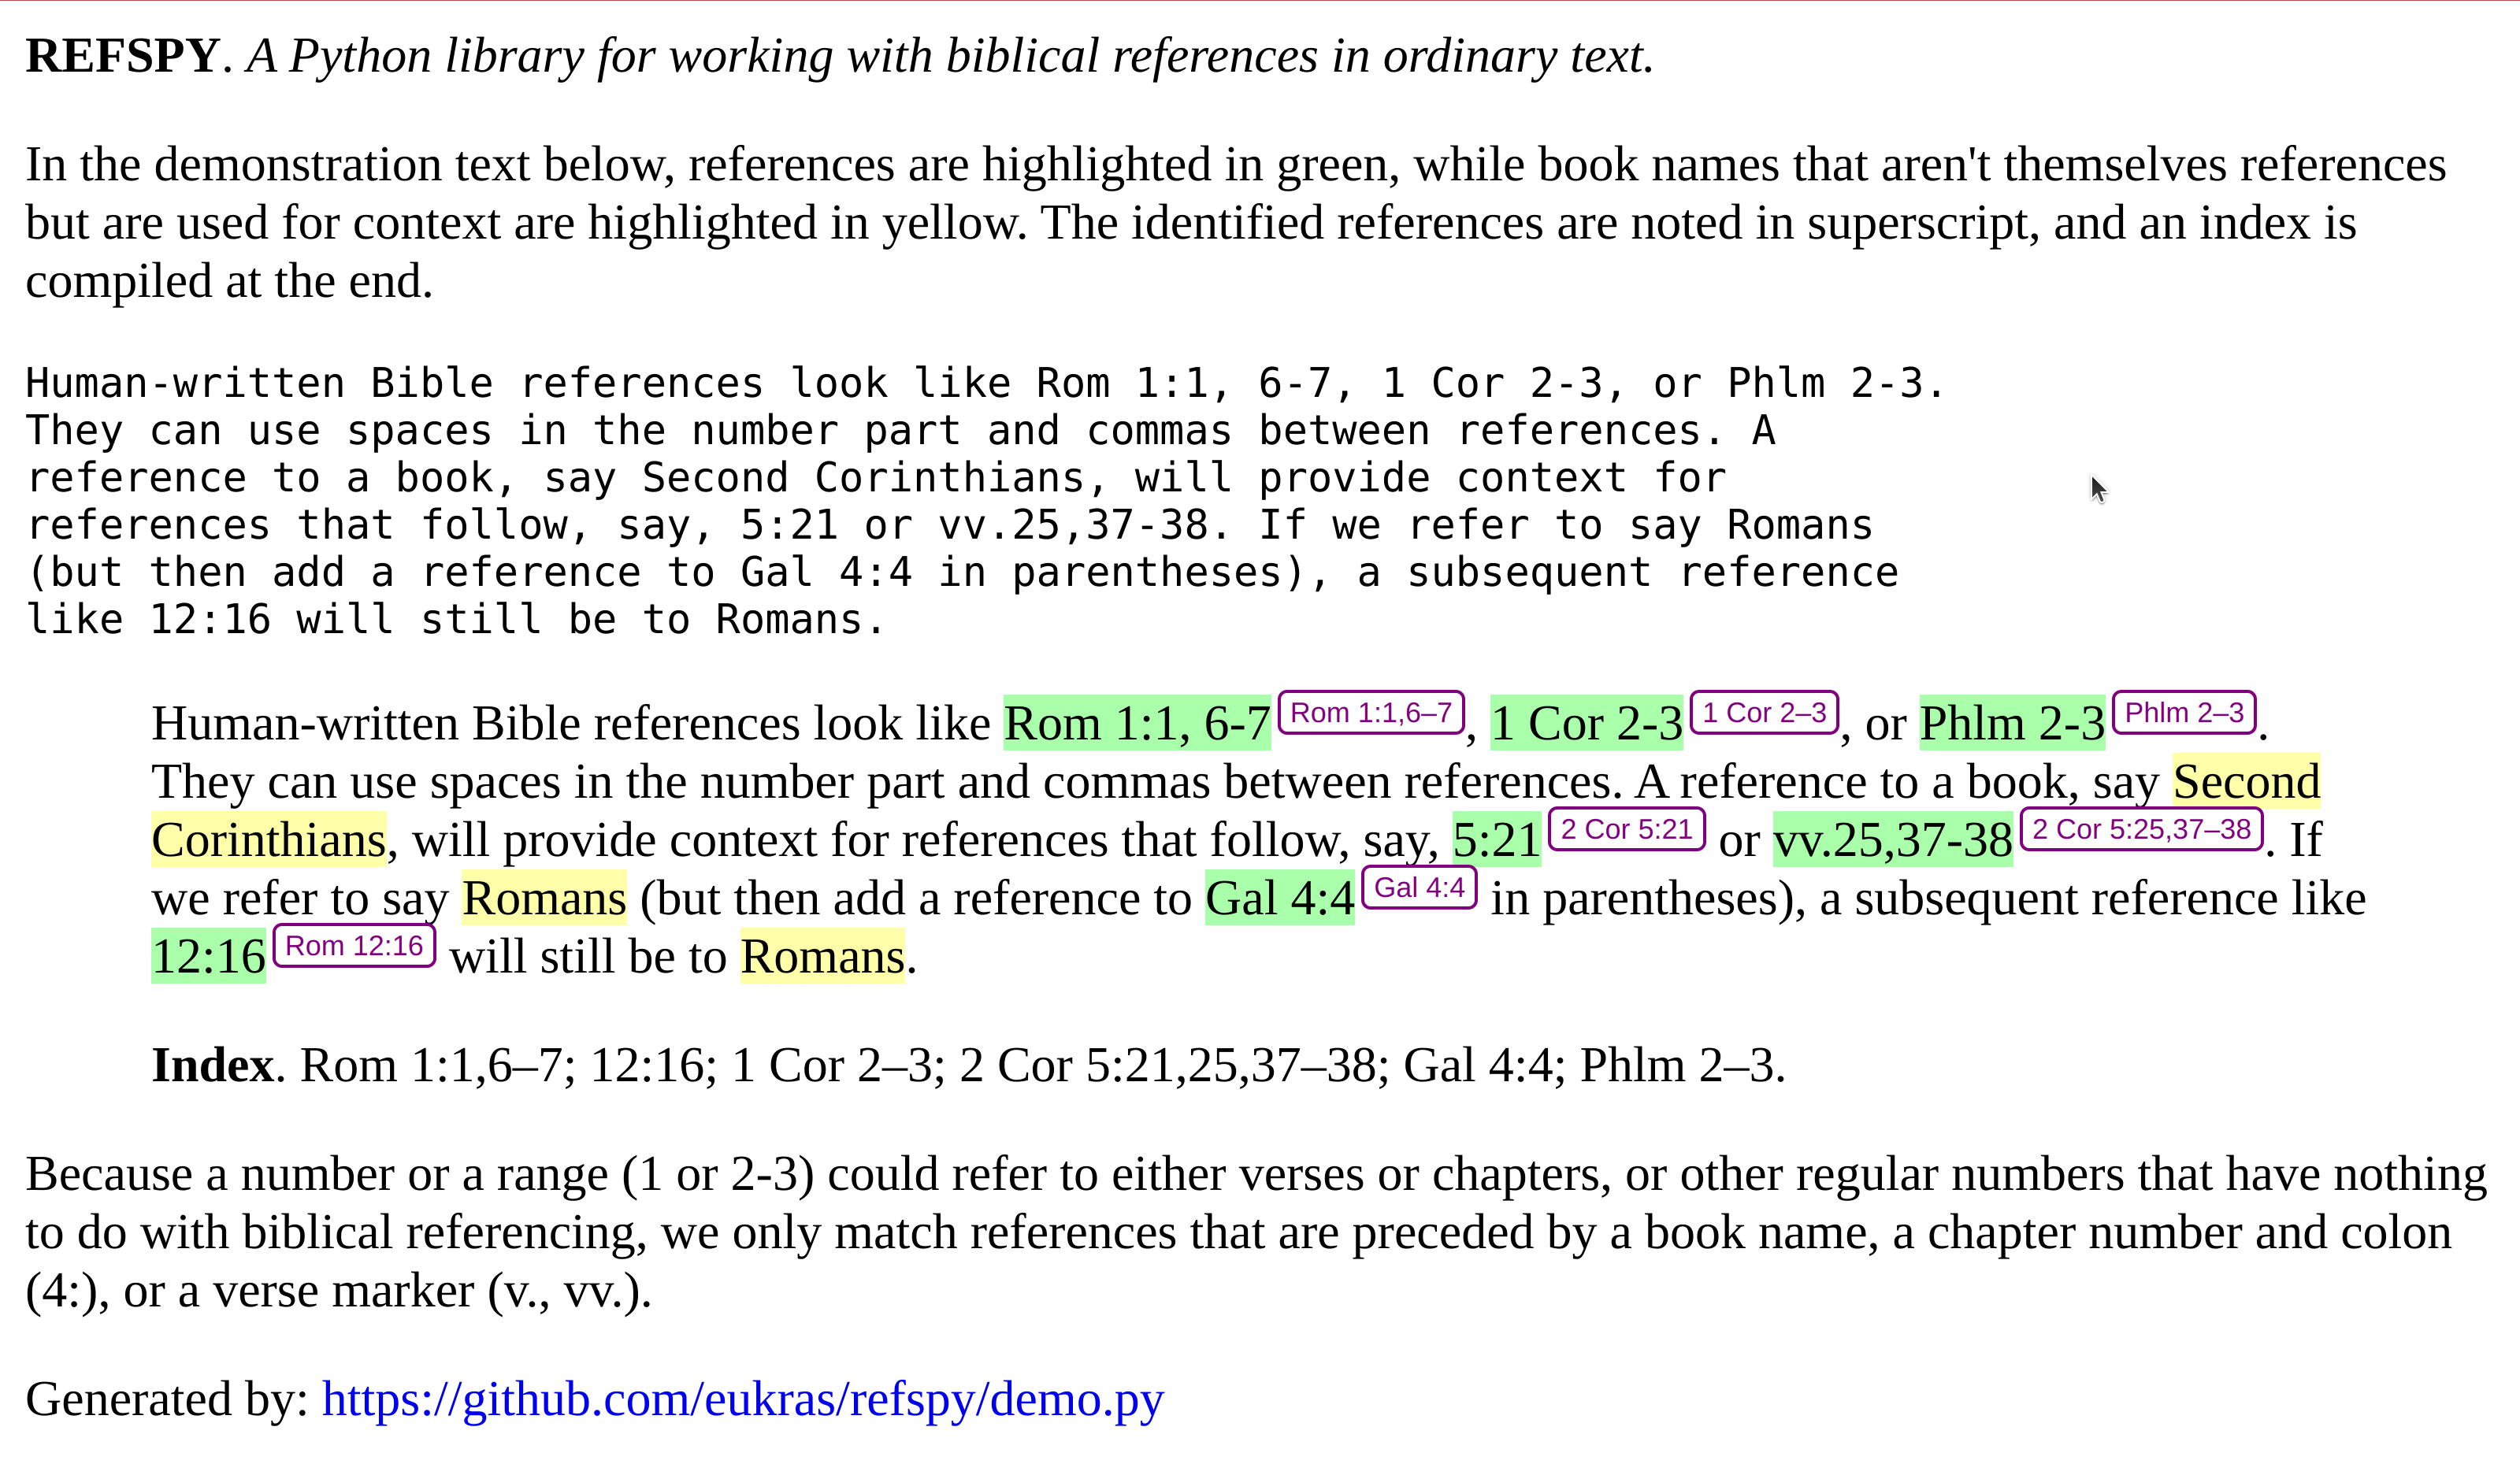 REFSPY. A Python library for working with biblical references in ordinary text.
In the demonstration text below, references are highlighted in green, while book names that aren't themselves references
but are used for context are highlighted in yellow. The identified references are noted in superscript, and an index is
compiled at the end.
Human-written Bible references look like Rom 1:1, 6-7, 1 Cor 2-3, or Phlm 2-3.
They can use spaces in the number part and commas between references. A
reference to a book, say Second Corinthians, will provide context for
references that follow, say, 5:21 or vv.25,37-38. If we refer to say Romans
(but then add a reference to Gal 4:4 in parentheses), a subsequent reference
like 12:16 will still be to Romans.
Human-written Bible references look like Rom 1:1, 6-7 Rom 1:1,6–7, 1 Cor 2-3 1 Cor 2–3, or Phlm 2-3 Phlm 2–3.
They can use spaces in the number part and commas between references. A reference to a book, say Second
Corinthians, will provide context for references that follow, say, 5:21 2 Cor 5:21 or vv.25,37-38 2 Cor 5:25,37–38. If
we refer to say Romans (but then add a reference to Gal 4:4 Gal 4:4 in parentheses), a subsequent reference like
12:16 Rom 12:16 will still be to Romans.
Index. Rom 1:1,6–7; 12:16; 1 Cor 2–3; 2 Cor 5:21,25,37–38; Gal 4:4; Phlm 2–3.
Because a number or a range (1 or 2-3) could refer to either verses or chapters, or other regular numbers that have nothing
to do with biblical referencing, we only match references that are preceded by a book name, a chapter number and colon
(4:), or a verse marker (v., vv.).
Generated by: https://github.com/eukras/refspy/demo.py